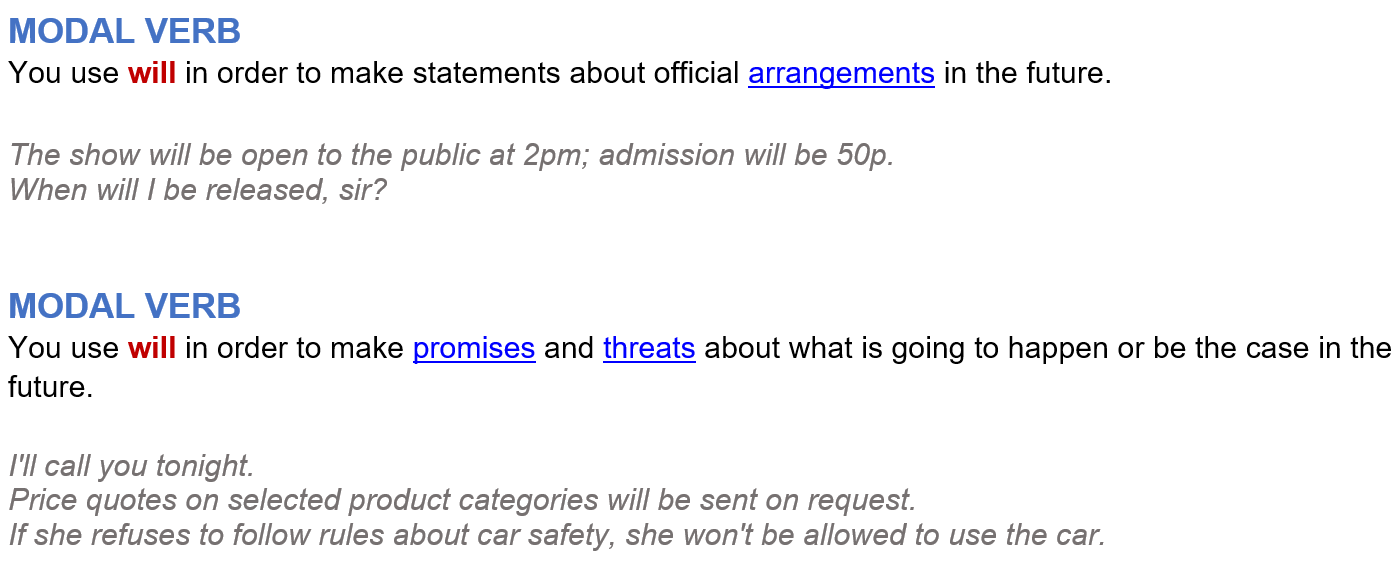 MODAL VERB
You use will in order to make statements about official arrangements in the future.
The show will be open to the public at 2pm; admission will be 50p.
When will I be released, sir?
MODAL VERB
You use will in order to make promises and threats about what is going to happen or be the case in the
future.
I'll call you tonight.
Price quotes on selected product categories will be sent on request.
If she refuses to follow rules about car safety, she won't be allowed to use the car.